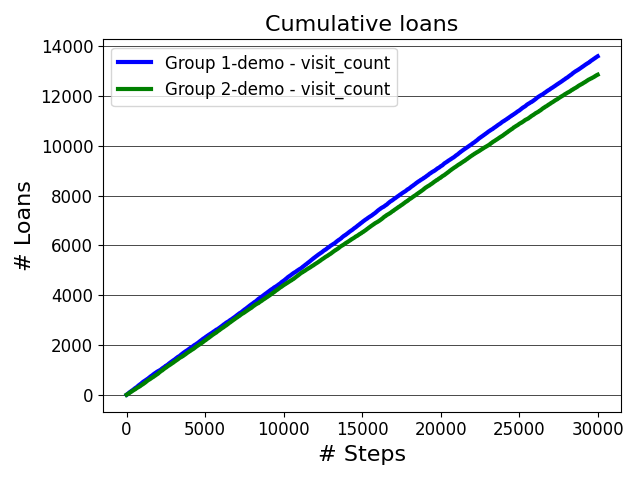 Cumulative loans
14000
12000
10000
8000
6000
4000
2000
0
# Loans
Group 1-demo - visit_count
Group 2-demo - visit_count
0 5000 10000 15000 20000 25000 30000
# Steps